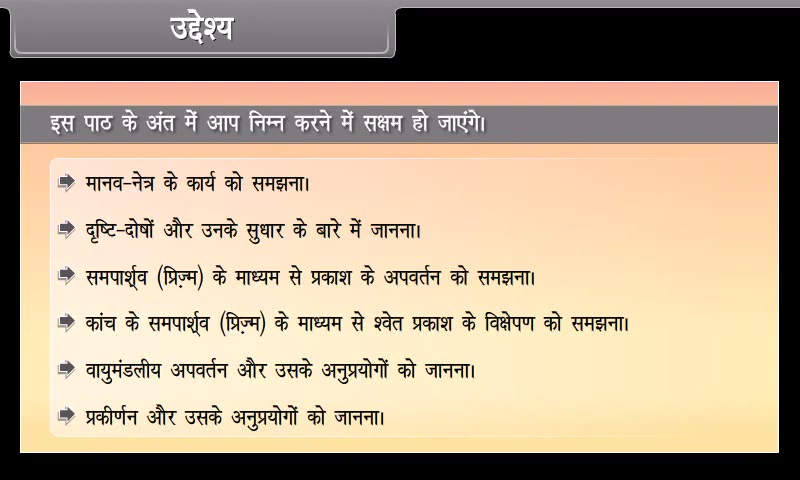 उद्देश्य
इस पाठ के अंत में आप निम्न करने में सक्षम हो जाएंगे।
मानव-नेत्र के कार्य को समझना।
दृष्टि-दोषों और उनके सुधार के बारे में जानना।
समपार्श्र्व (प्रिज़्म) के माध्यम से प्रकाश के अपवर्तन को समझना।
कांच के समपार्श्र्व (प्रिज़्म) के माध्यम से श्वेत प्रकाश के विक्षेपण को समझना।
वायुमंडलीय अपवर्तन और उसके अनुप्रयोगों को जानना।
प्रकीर्णन और उसके अनुप्रयोगों को जानना।